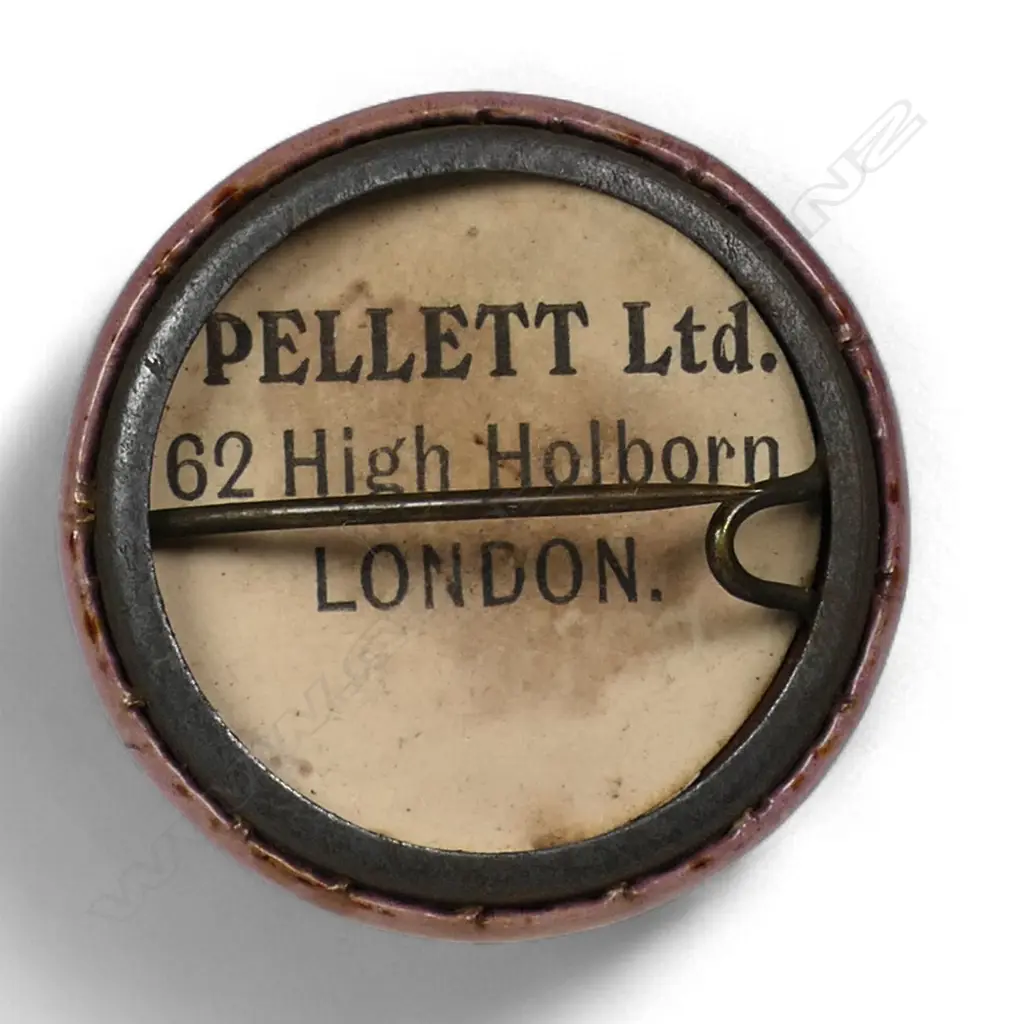 PELLETT Ltd.
62 High Holborn
LONDON.